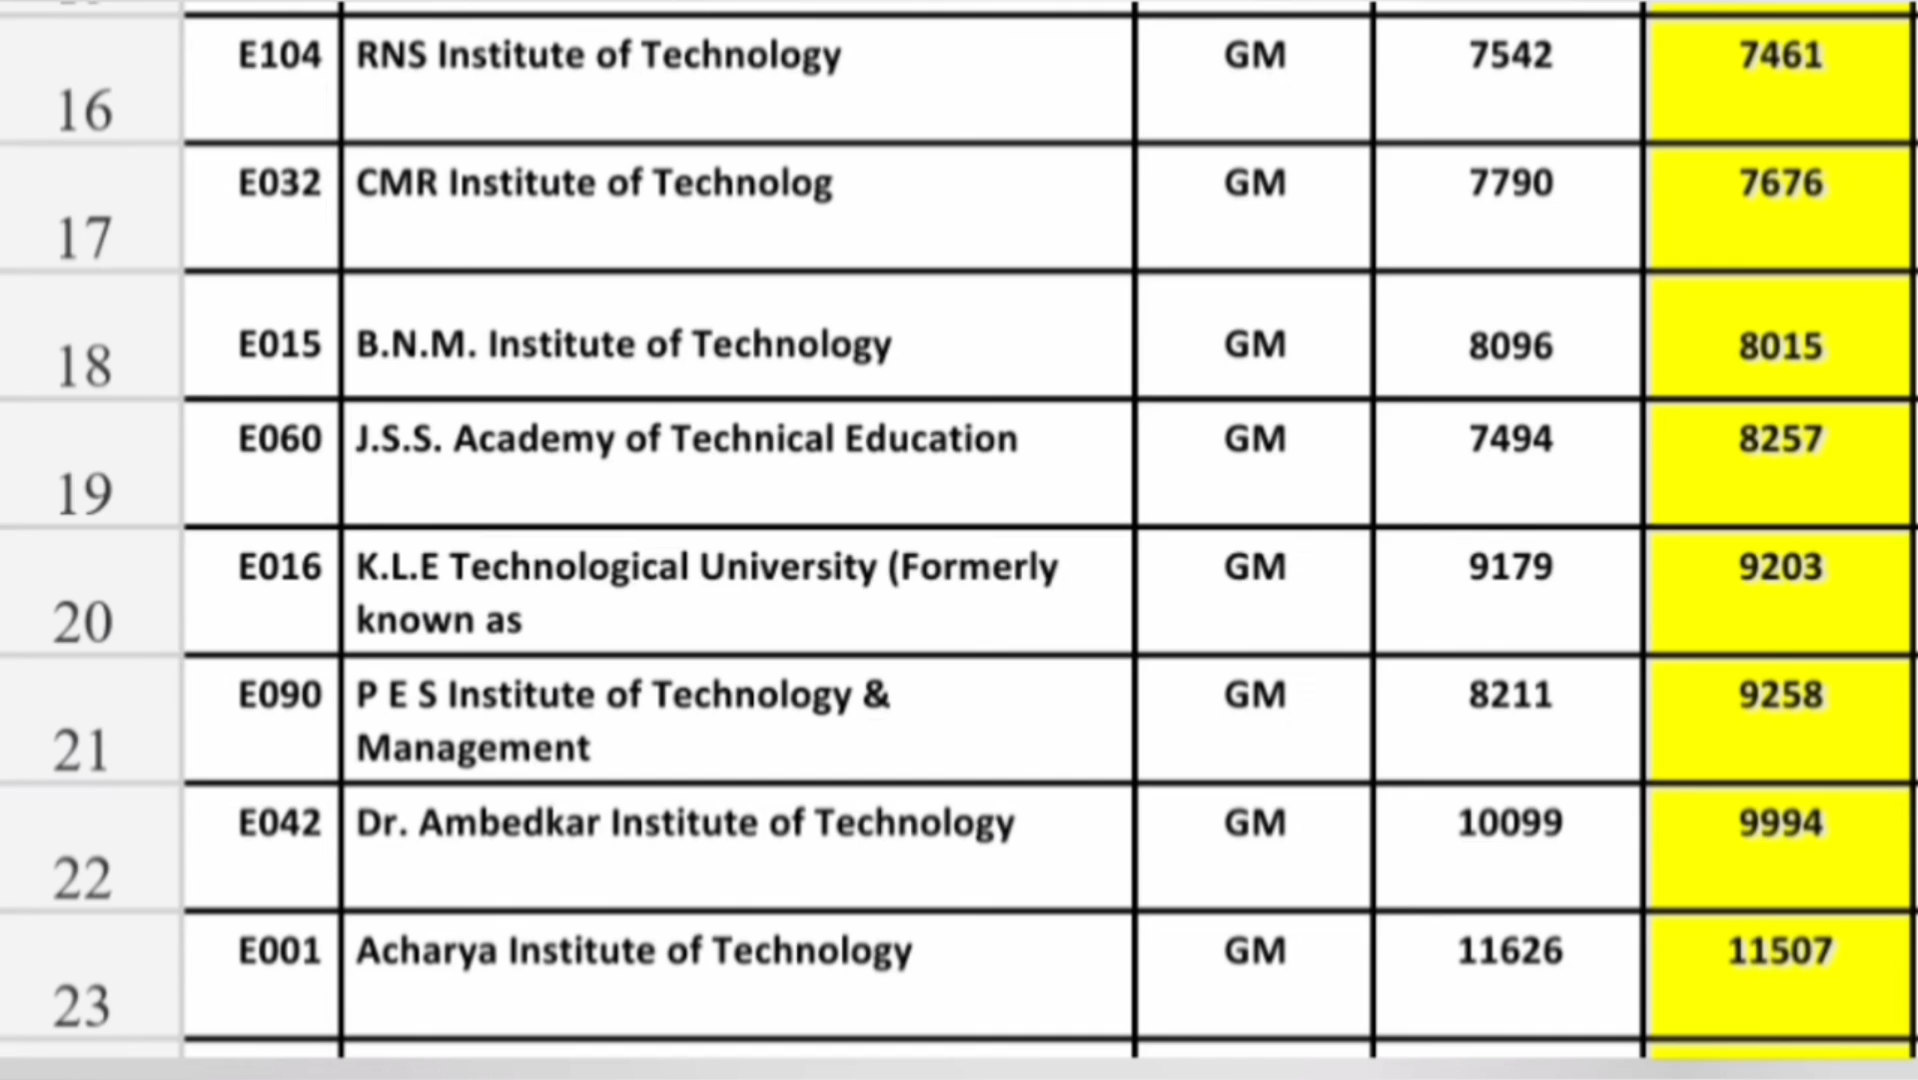 E104 RNS Institute of Technology GM 7542 7461
16
E032 CMR Institute of Technolog GM 7790 7676
17
E015 B.N.M. Institute of Technology GM 8096 8015
18
E060 J.S.S. Academy of Technical Education GM 7494 8257
19
E016 K.L.E Technological University (Formerly GM 9179 9203
known as
20
E090 P E S Institute of Technology & GM 8211 9258
Management
21
E042 Dr. Ambedkar Institute of Technology GM 10099 9994
22
E001 Acharya Institute of Technology GM 11626 11507
23